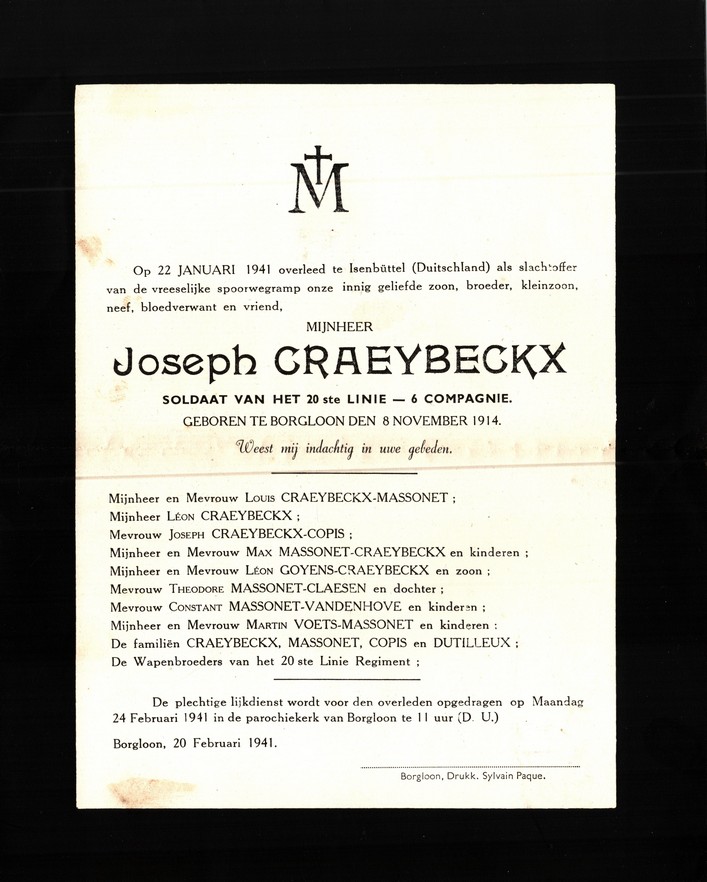 M
Op 22 JANUARI 1941 overleed te Isenbüttel (Duitschland) als slachtoffer
van de vreeselijke spoorwegramp onze innig geliefde zoon, broeder, kleinzoon,
neef, bloedverwant en vriend,
MIJNHEER
Joseph CRAEYBECKX
SOLDAAT VAN HET 20 ste LINIE — 6 COMPAGNIE.
GEBOREN TE BORGLOON DEN 8 NOVEMBER 1914.
Weest mij indachtig in uwe gebeden.
Mijnheer en Mevrouw LOUIS CRAEYBECKX-MASSONET ;
Mijnheer LÉON CRAEYBECKX ;
Mevrouw JOSEPH CRAEYBECKX-COPIS ;
Mijnheer en Mevrouw MAX MASSONET-CRAEYBECKX en kinderen ;
Mijnheer en Mevrouw LÉON GOYENS-CRAEYBECKX en zoon ;
Mevrouw THEODORE MASSONET-CLAESEN en dochter ;
Mevrouw CONSTANT MASSONET-VANDENHOVE en kinderen ;
Mijnheer en Mevrouw MARTIN VOETS-MASSONET en kinderen ;
De familiën CRAEYBECKX, MASSONET, COPIS en DUTILLEUX ;
De Wapenbroeders van het 20 ste Linie Regiment ;
De plechtige lijkdienst wordt voor den overleden opgedragen op Maandag
24 Februari 1941 in de parochiekerk van Borgloon te 11 uur (D. U.)
Borgloon, 20 Februari 1941.
Borgloon, Drukk. Sylvain Paque.